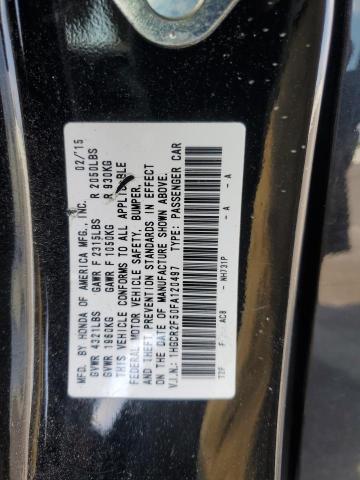 MFD. BY HONDA OF AMERICA MFG., INC. 02/'15
GVWR 4321LBS GAWR F 2315LBS R 2050LBS
GVWR 1960KG GAWR F 1050KG R 930KG
THIS VEHICLE CONFORMS TO ALL APPLICABLE
FEDERAL MOTOR VEHICLE SAFETY, BUMPER,
AND THEFT PREVENTION STANDARDS IN EFFECT
ON THE DATE OF MANUFACTURE SHOWN ABOVE.
V.I.N.: 1HGCR2F50FA120497 TYPE: PASSENGER CAR
T2F F AC8 - NH731P - A - A